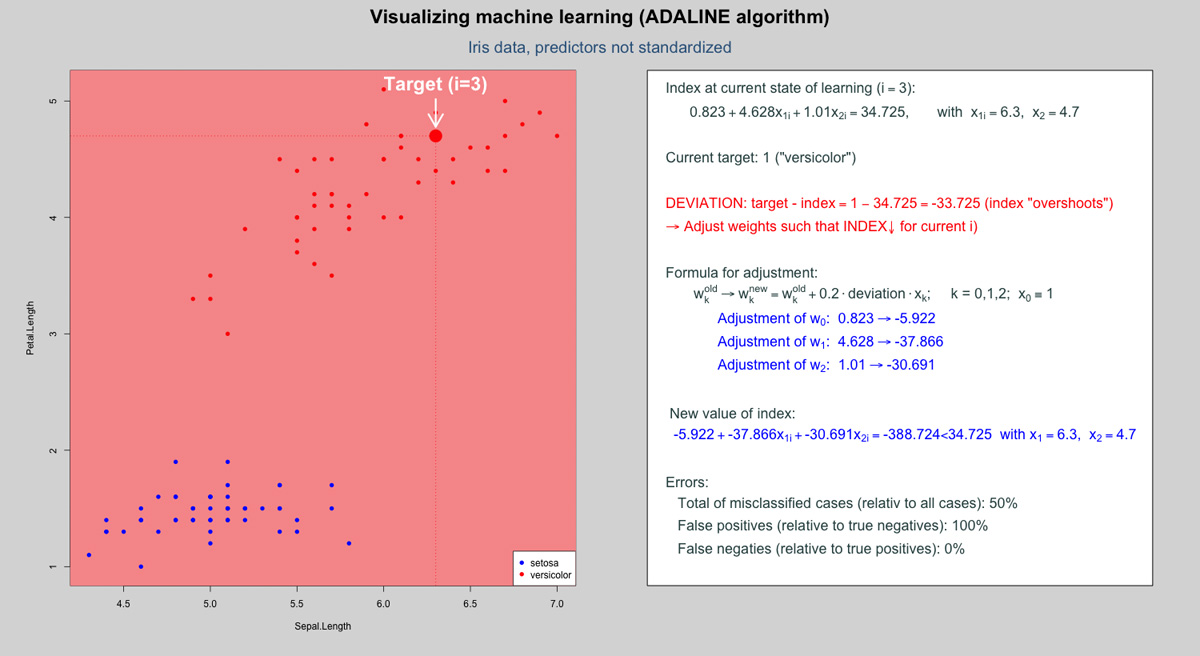 Visualizing machine learning (ADALINE algorithm)
Iris data, predictors not standardized
Target (i=3)
5
4
3
2
1
Petal.Length
setosa
versicolor
4.5 5.0 5.5 6.0 6.5 7.0
Sepal.Length
Index at current state of learning (i = 3):
0.823 + 4.628x₁ᵢ + 1.01x₂ᵢ = 34.725, with x₁ᵢ = 6.3, x₂ = 4.7
Current target: 1 ("versicolor")
DEVIATION: target - index = 1 − 34.725 = -33.725 (index "overshoots")
→ Adjust weights such that INDEX↓ for current i)
Formula for adjustment:
wₖᵒˡᵈ → wₖⁿᵉʷ = wₖᵒˡᵈ + 0.2 · deviation · xₖ; k = 0,1,2; x₀ ≡ 1
Adjustment of w₀: 0.823 → -5.922
Adjustment of w₁: 4.628 → -37.866
Adjustment of w₂: 1.01 → -30.691
New value of index:
-5.922 + -37.866x₁ᵢ + -30.691x₂ᵢ = -388.724<34.725 with x₁ = 6.3, x₂ = 4.7
Errors:
Total of misclassified cases (relativ to all cases): 50%
False positives (relative to true negatives): 100%
False negaties (relative to true positives): 0%